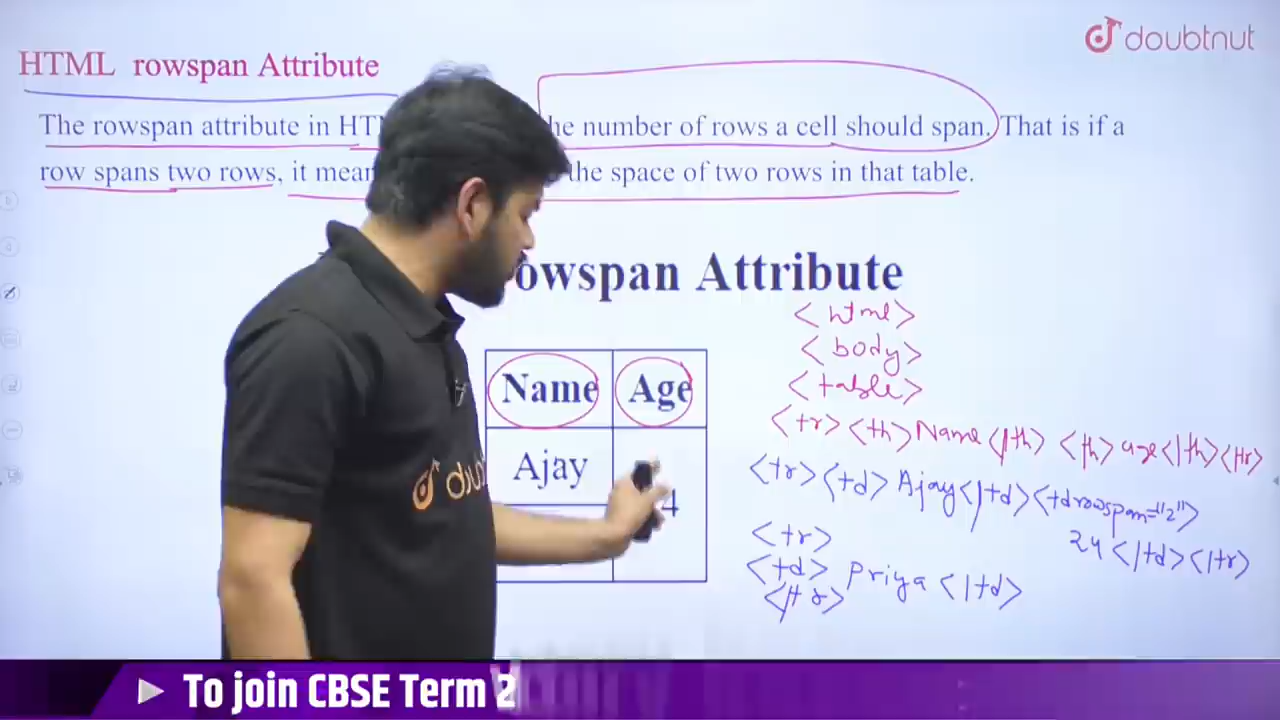 doubtnut
HTML rowspan Attribute
The rowspan attribute in HT he number of rows a cell should span. That is if a
row spans two rows, it mean the space of two rows in that table.
owspan Attribute
<html>
<body>
<table>
Name Age
<tr><th>Name</th> <th>age</th></tr>
Ajay
<tr><td>Ajay</td><td rowspan="2">
4
24</td></tr>
<tr>
<td> Priya </td>
</tr>
To join CBSE Term 2